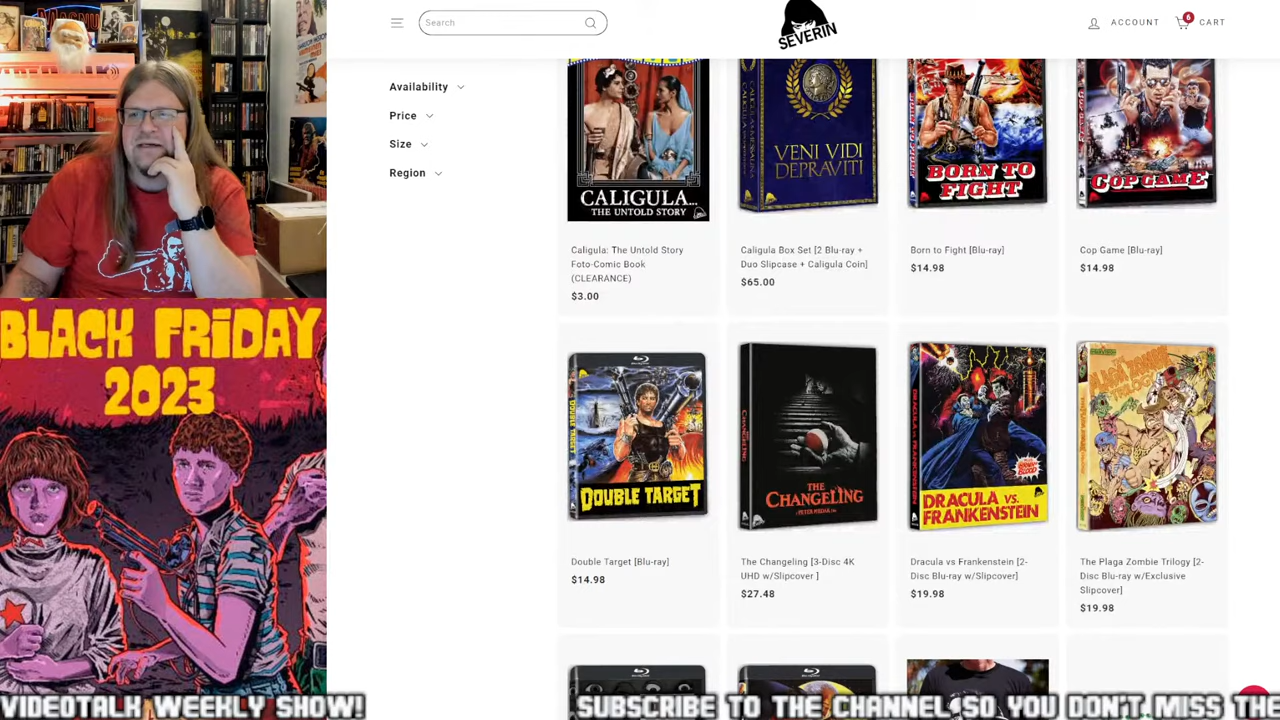 Search
SEVERIN
ACCOUNT
6
CART
Availability
Price
Size
Region
CALIGULA...
THE UNTOLD STORY
VENI VIDI
DEPRAVITI
BORN TO
FIGHT
COP GAME
Caligula: The Untold Story
Foto-Comic Book
(CLEARANCE)
$3.00
Caligula Box Set [2 Blu-ray +
Duo Slipcase + Caligula Coin]
$65.00
Born to Fight [Blu-ray]
$14.98
Cop Game [Blu-ray]
$14.98
BLACK FRIDAY
2023
DOUBLE TARGET
DOUBLE TARGET
THE
CHANGELING
DRACULA VS.
FRANKENSTEIN
Double Target [Blu-ray]
$14.98
The Changeling [3-Disc 4K
UHD w/Slipcover ]
$27.48
Dracula vs Frankenstein [2-
Disc Blu-ray w/Slipcover]
$19.98
The Plaga Zombie Trilogy [2-
Disc Blu-ray w/Exclusive
Slipcover]
$19.98
VIDEOTALK WEEKLY SHOW! SUBSCRIBE TO THE CHANNEL SO YOU DON'T MISS THE